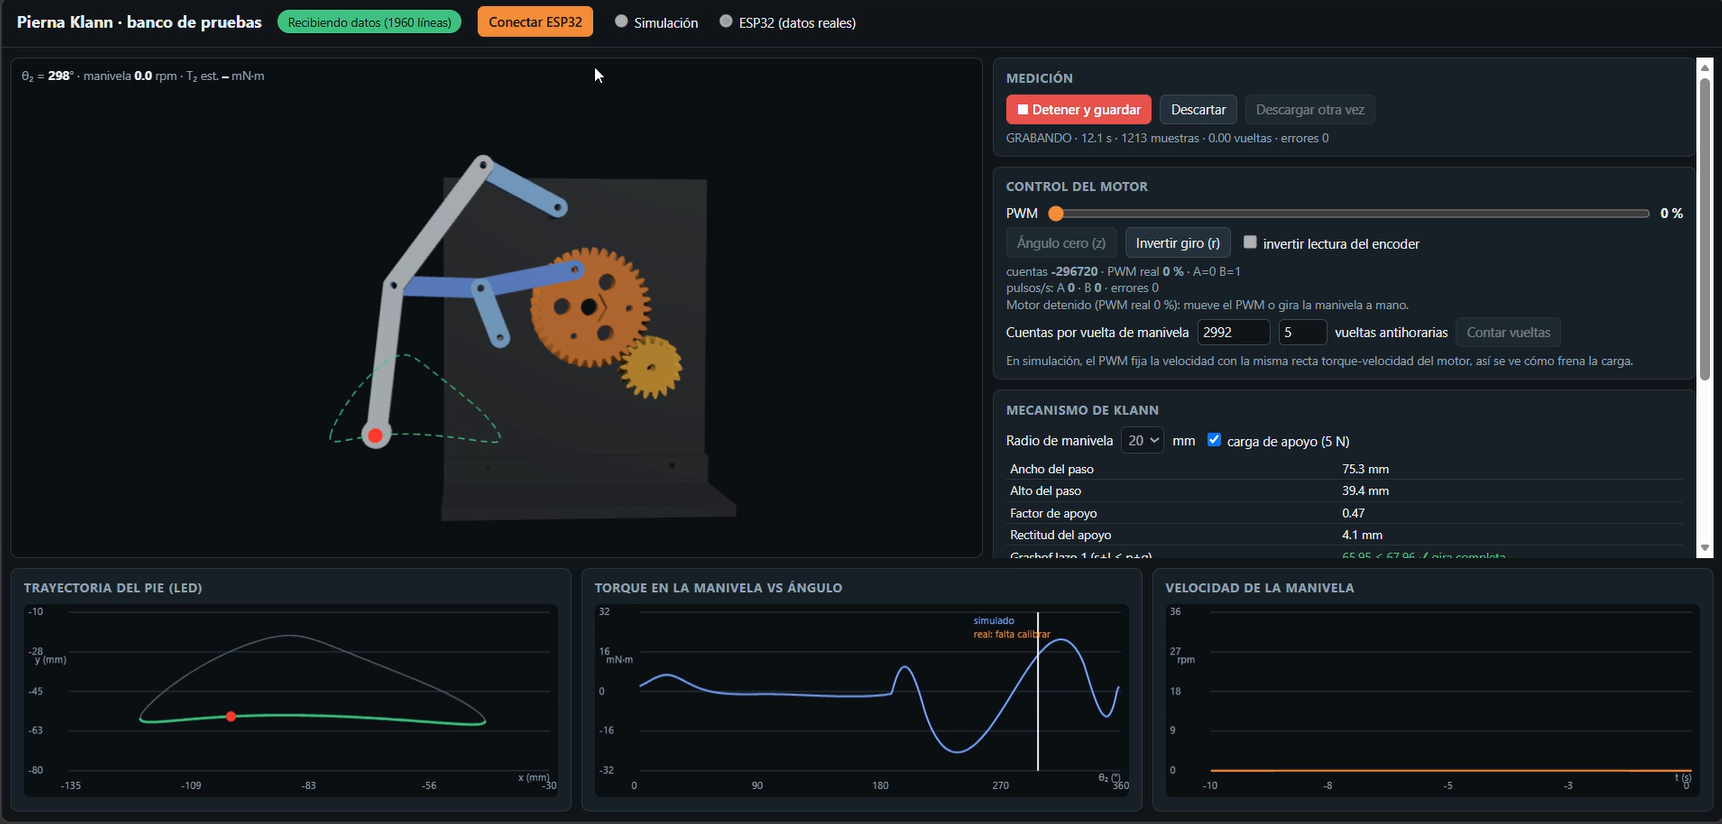 Pierna Klann · banco de pruebas
Recibiendo datos (1960 líneas)
Conectar ESP32
Simulación
ESP32 (datos reales)
θ₂ = 298° · manivela 0.0 rpm · T₂ est. – mN·m
MEDICIÓN
Detener y guardar
Descartar
Descargar otra vez
GRABANDO · 12.1 s · 1213 muestras · 0.00 vueltas · errores 0
CONTROL DEL MOTOR
PWM
0 %
Ángulo cero (z)
Invertir giro (r)
invertir lectura del encoder
cuentas -296720 · PWM real 0 % · A=0 B=1
pulsos/s: A 0 · B 0 · errores 0
Motor detenido (PWM real 0 %): mueve el PWM o gira la manivela a mano.
Cuentas por vuelta de manivela 2992 5 vueltas antihorarias Contar vueltas
En simulación, el PWM fija la velocidad con la misma recta torque-velocidad del motor, así se ve cómo frena la carga.
MECANISMO DE KLANN
Radio de manivela 20 mm carga de apoyo (5 N)
Ancho del paso 75.3 mm
Alto del paso 39.4 mm
Factor de apoyo 0.47
Rectitud del apoyo 4.1 mm
Grashof lazo 1 (s+l ≤ p+q) 65.95 ≤ 67.96 ✓ gira completa
TRAYECTORIA DEL PIE (LED)
-10
-28
y (mm)
-45
-63
-80
x (mm)
-135 -109 -83 -56 -30
TORQUE EN LA MANIVELA VS ÁNGULO
32
simulado
real: falta calibrar
16
mN·m
0
-16
-32
θ₂ (°)
0 90 180 270 360
VELOCIDAD DE LA MANIVELA
36
27
rpm
18
9
0
t (s)
-10 -8 -5 -3 0